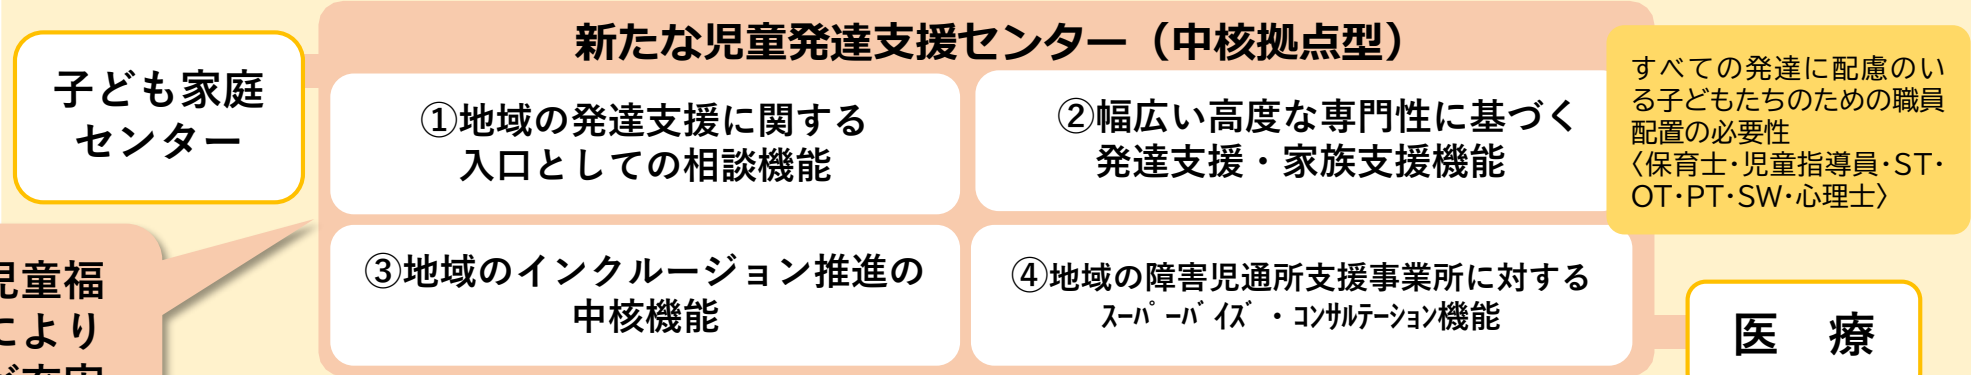 新たな児童発達支援センター（中核拠点型）
子ども家庭
センター
①地域の発達支援に関する
入口としての相談機能
②幅広い高度な専門性に基づく
発達支援・家族支援機能
すべての発達に配慮のい
る子どもたちのための職員
配置の必要性
〈保育士・児童指導員・ST・
OT・PT・SW・心理士〉
③地域のインクルージョン推進の
中核機能
④地域の障害児通所支援事業所に対する
ｽｰﾊﾟｰﾊﾞｲｽﾞ・ｺﾝｻﾙﾃｰｼｮﾝ機能
児童福
により
医　療